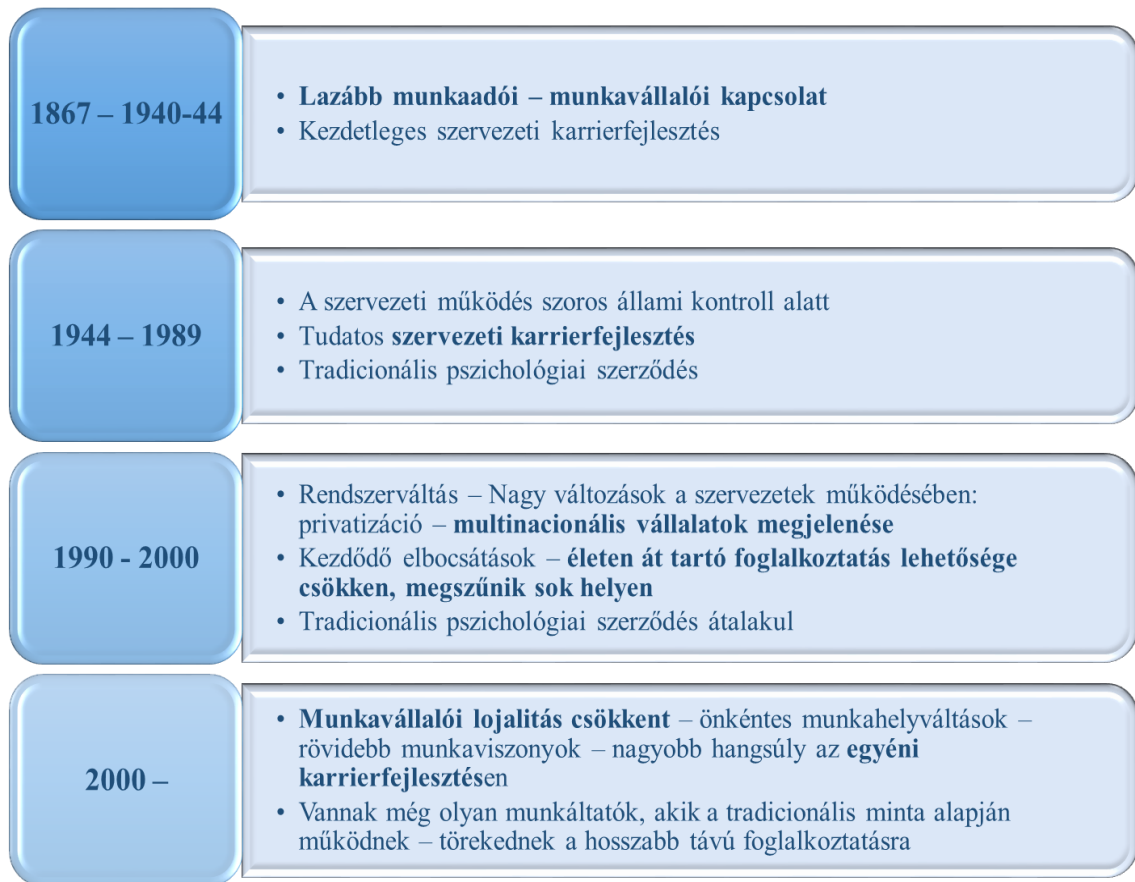 1867 – 1940-44
• Lazább munkaadói – munkavállalói kapcsolat
• Kezdetleges szervezeti karrierfejlesztés
1944 – 1989
• A szervezeti működés szoros állami kontroll alatt
• Tudatos szervezeti karrierfejlesztés
• Tradicionális pszichológiai szerződés
1990 - 2000
• Rendszerváltás – Nagy változások a szervezetek működésében:
privatizáció – multinacionális vállalatok megjelenése
• Kezdődő elbocsátások – életen át tartó foglalkoztatás lehetősége
csökken, megszűnik sok helyen
• Tradicionális pszichológiai szerződés átalakul
2000 –
• Munkavállalói lojalitás csökkent – önkéntes munkahelyváltások –
rövidebb munkaviszonyok – nagyobb hangsúly az egyéni
karrierfejlesztésen
• Vannak még olyan munkáltatók, akik a tradicionális minta alapján
működnek – törekednek a hosszabb távú foglalkoztatásra